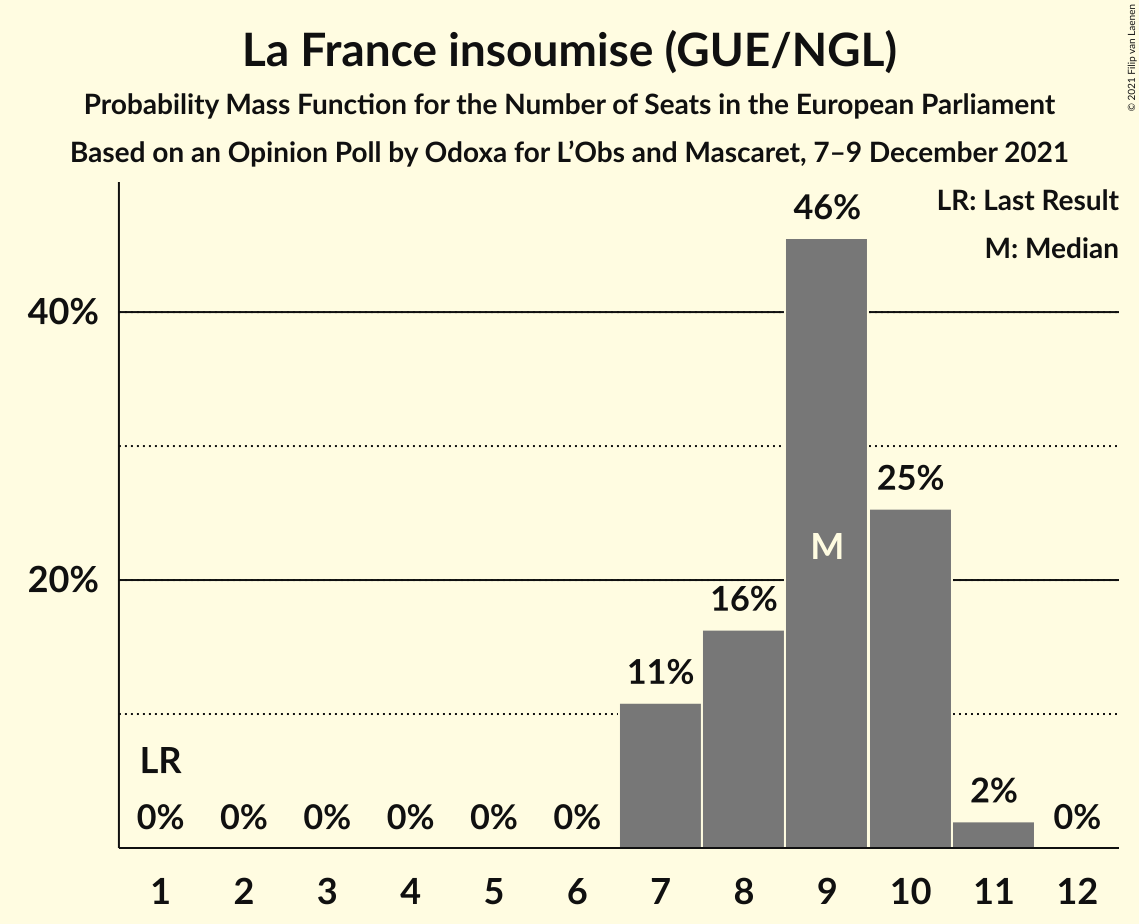 La France insoumise (GUE/NGL)
Probability Mass Function for the Number of Seats in the European Parliament
Based on an Opinion Poll by Odoxa for L’Obs and Mascaret, 7–9 December 2021
© 2021 Filip van Laenen
LR: Last Result
M: Median
46%
40%
25%
M
20%
16%
11%
LR
2%
0% 0% 0% 0% 0% 0% 0%
1 2 3 4 5 6 7 8 9 10 11 12